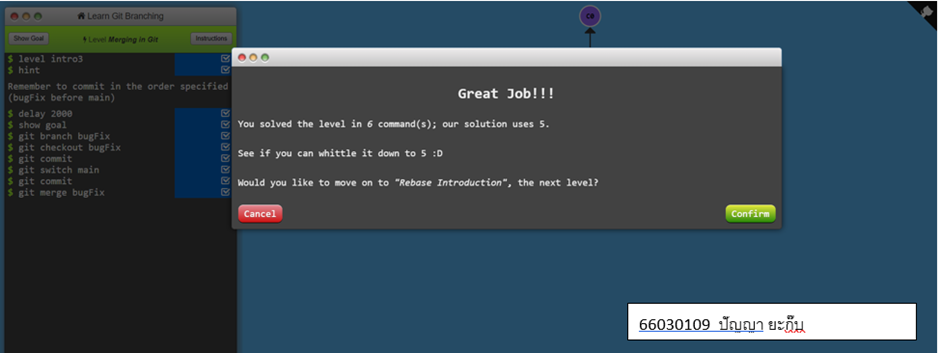 Learn Git Branching
Show Goal
Level Merging in Git
Instructions
$ level intro3
$ hint
Remember to commit in the order specified
(bugFix before main)
$ delay 2000
$ show goal
$ git branch bugFix
$ git checkout bugFix
$ git commit
$ git switch main
$ git commit
$ git merge bugFix
C0
Great Job!!!
You solved the level in 6 command(s); our solution uses 5.
See if you can whittle it down to 5 :D
Would you like to move on to "Rebase Introduction", the next level?
Cancel
Confirm
66030109 ปัญญา ยะกู๊บ